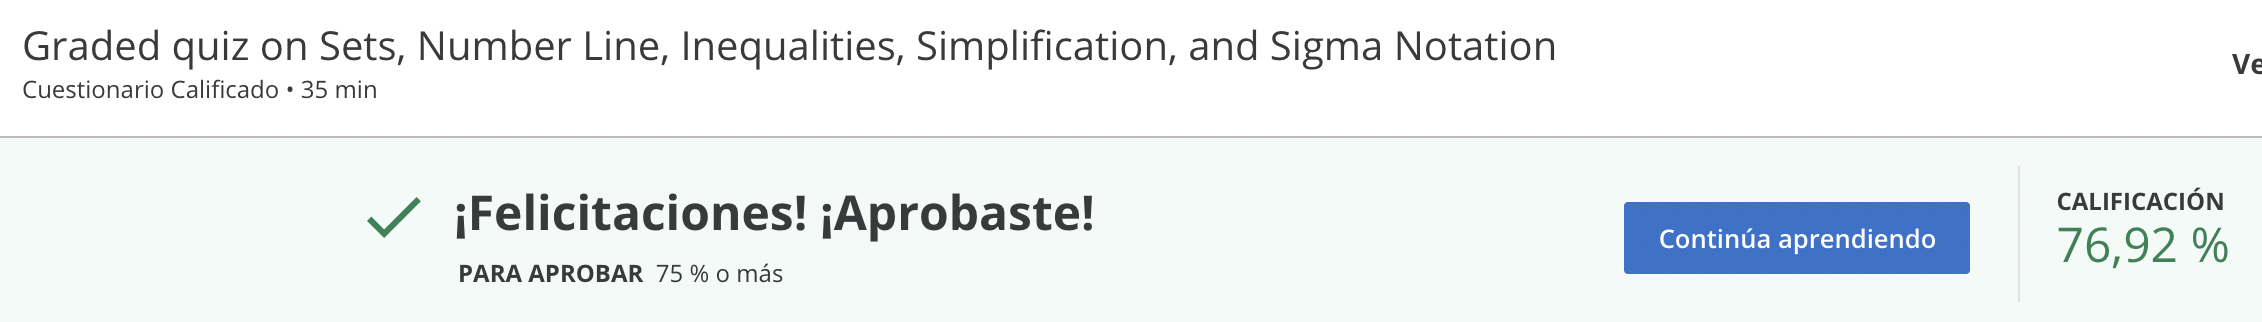 Graded quiz on Sets, Number Line, Inequalities, Simplification, and Sigma Notation
Cuestionario Calificado • 35 min
¡Felicitaciones! ¡Aprobaste!
PARA APROBAR 75 % o más
Continúa aprendiendo
CALIFICACIÓN
76,92 %